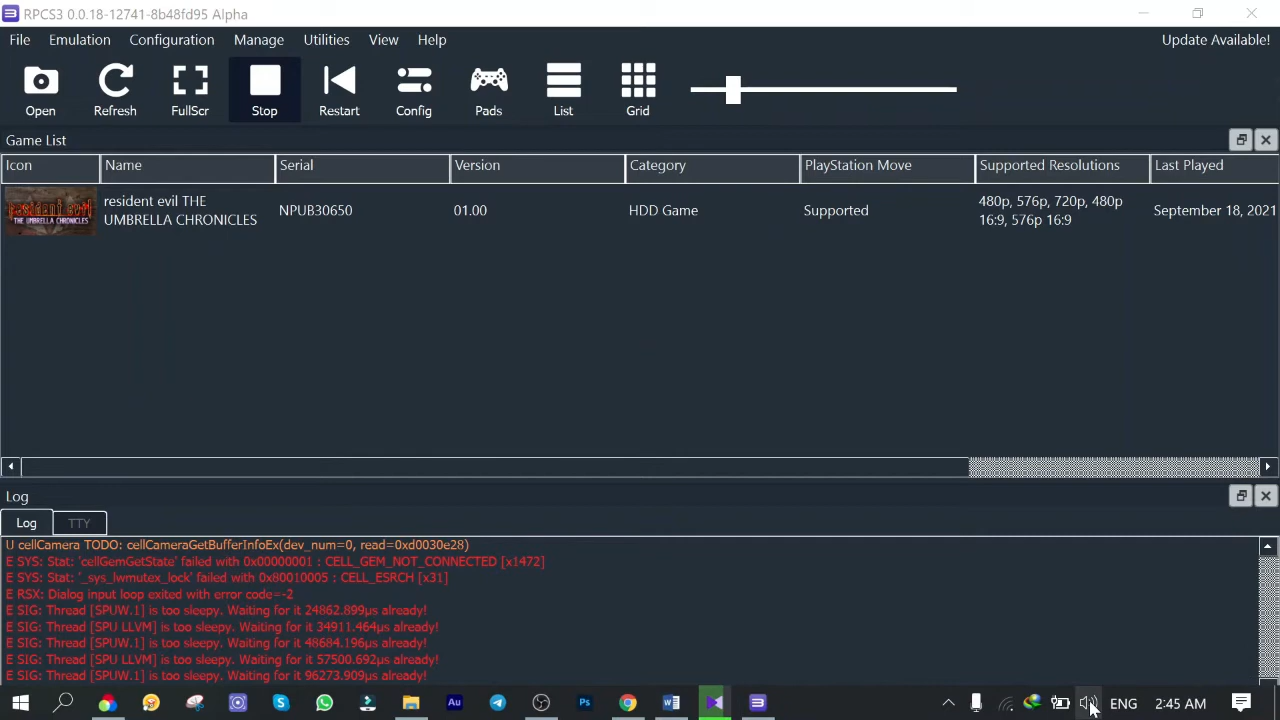 RPCS3 0.0.18-12741-8b48fd95 Alpha
File Emulation Configuration Manage Utilities View Help Update Available!
Open Refresh FullScr Stop Restart Config Pads List Grid
Game List
Icon Name Serial Version Category PlayStation Move Supported Resolutions Last Played
resident evil
THE UMBRELLA CHRONICLES
resident evil THE
UMBRELLA CHRONICLES
NPUB30650
01.00
HDD Game
Supported
480p, 576p, 720p, 480p
16:9, 576p 16:9
September 18, 2021
Log
Log TTY
U cellCamera TODO: cellCameraGetBufferInfoEx(dev_num=0, read=0xd0030e28)
E SYS: Stat: 'cellGemGetState' failed with 0x00000001 : CELL_GEM_NOT_CONNECTED [x1472]
E SYS: Stat: '_sys_lwmutex_lock' failed with 0x80010005 : CELL_ESRCH [x31]
E RSX: Dialog input loop exited with error code=-2
E SIG: Thread [SPUW.1] is too sleepy. Waiting for it 24862.899µs already!
E SIG: Thread [SPU LLVM] is too sleepy. Waiting for it 34911.464µs already!
E SIG: Thread [SPUW.1] is too sleepy. Waiting for it 48684.196µs already!
E SIG: Thread [SPU LLVM] is too sleepy. Waiting for it 57500.692µs already!
E SIG: Thread [SPUW.1] is too sleepy. Waiting for it 96273.909µs already!
Au Ps ENG 2:45 AM